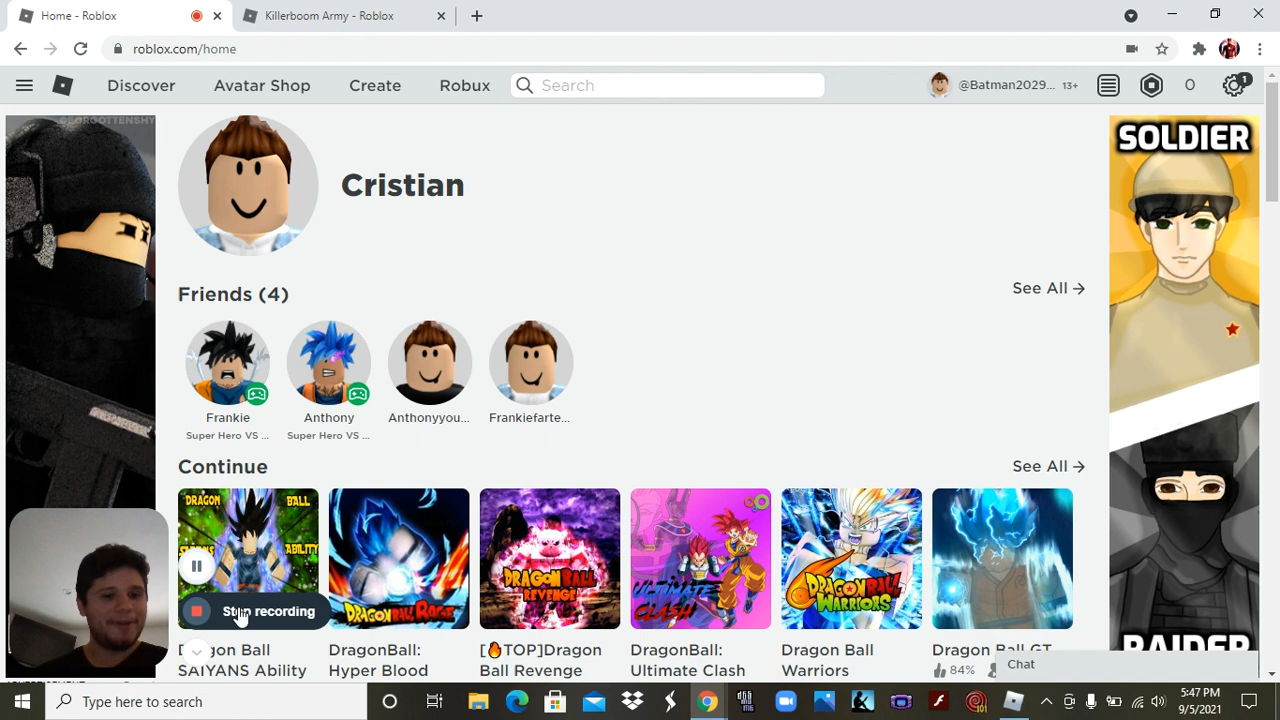 Home - Roblox
Killerboom Army - Roblox
roblox.com/home
Discover
Avatar Shop
Create
Robux
Search
@Batman2029...
13+
0
1
SOLDIER
Cristian
Friends (4)
See All
Frankie
Anthony
Anthonyyou...
Frankiefarte...
Super Hero VS ...
Super Hero VS ...
Continue
See All
DRAGON BALL
ABILITY
DRAGON BALL RAGE
DRAGON BALL
REVENGE
ULTIMATE
CLASH
DRAGON BALL
WARRIORS
Stop recording
Dragon Ball
SAIYANS Ability
DragonBall:
Hyper Blood
[🔥TOP]Dragon
Ball Revenge
DragonBall:
Ultimate Clash
Dragon Ball
Warriors
Dragon Ball GT
84%
RAIDER
Chat
Type here to search
5:47 PM
9/5/2021